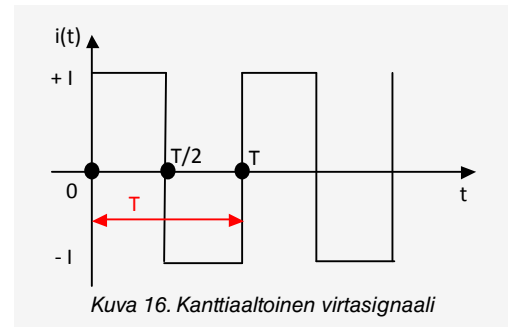 i(t)
+ I
T/2
T
0
t
T
- I
Kuva 16. Kanttiaaltoinen virtasignaali